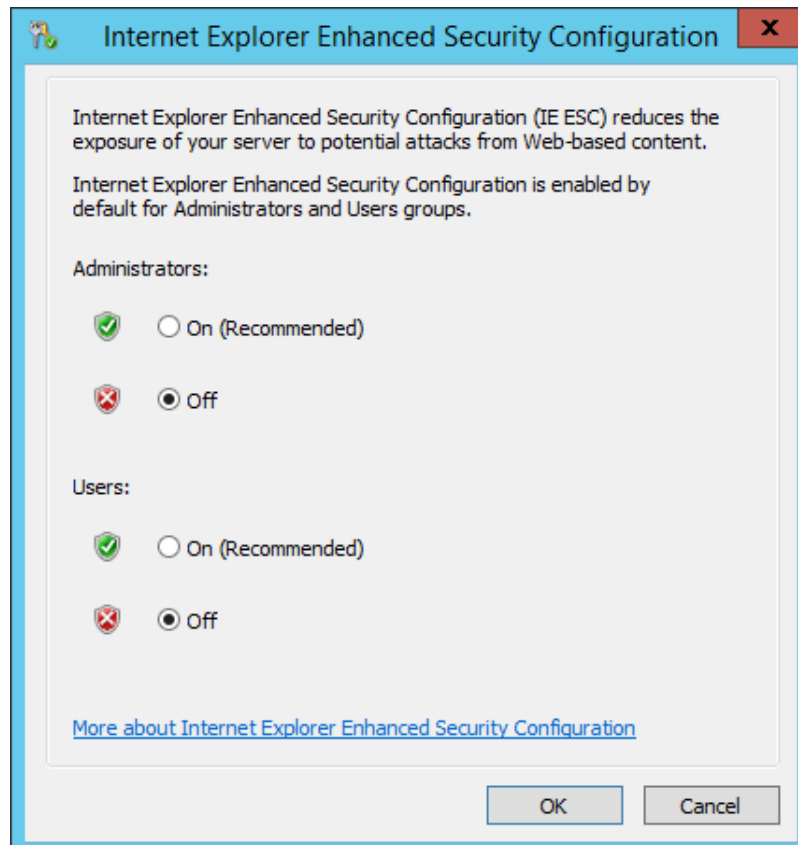 Internet Explorer Enhanced Security Configuration
x
Internet Explorer Enhanced Security Configuration (IE ESC) reduces the
exposure of your server to potential attacks from Web-based content.
Internet Explorer Enhanced Security Configuration is enabled by
default for Administrators and Users groups.
Administrators:
On (Recommended)
Off
Users:
On (Recommended)
Off
More about Internet Explorer Enhanced Security Configuration
OK
Cancel